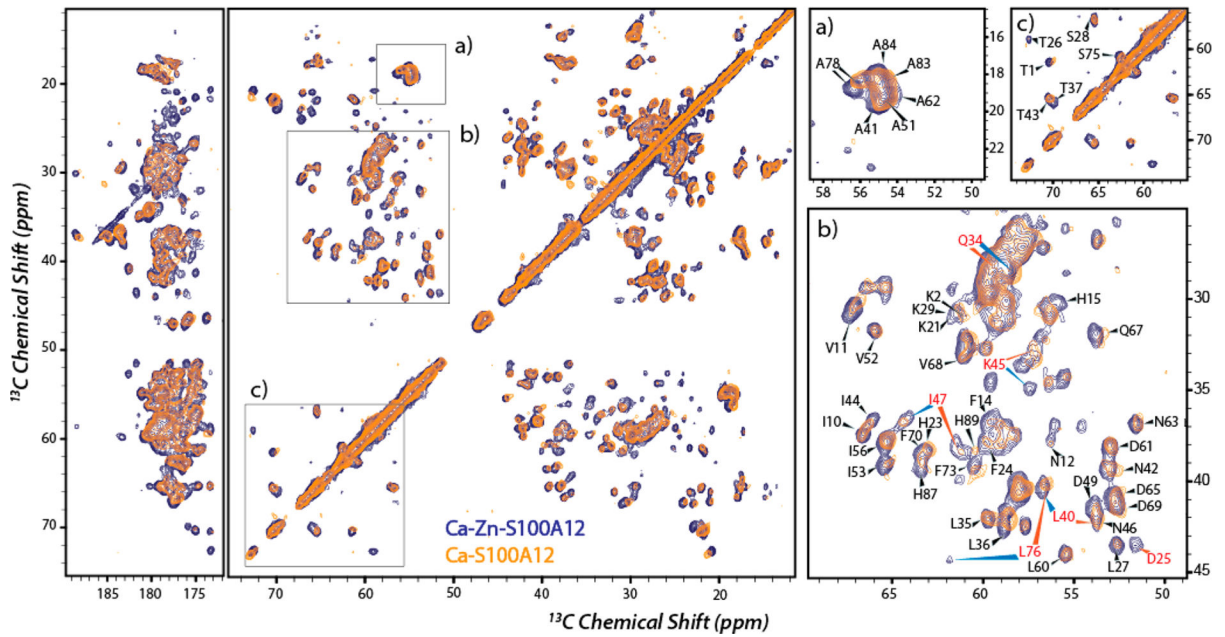 a)
b)
c)
Ca-Zn-S100A12
Ca-S100A12
20
30
40
50
60
70
185
180
175
70
60
50
40
30
20
¹³C Chemical Shift (ppm)
¹³C Chemical Shift (ppm)
a)
A84
A78
A83
A62
A41
A51
16
18
20
22
58
56
54
52
50
c)
S28
T26
S75
T1
T37
T43
60
70
70
65
60
b)
Q34
K2
K29
K21
H15
V11
V52
Q67
V68
K45
I44
I47
F14
I10
H23
H89
N63
F70
I56
D61
I53
F73
F24
N12
N42
H87
D49
D65
D69
L35
L40
N46
L36
L76
L60
L27
D25
30
35
40
45
65
60
55
50